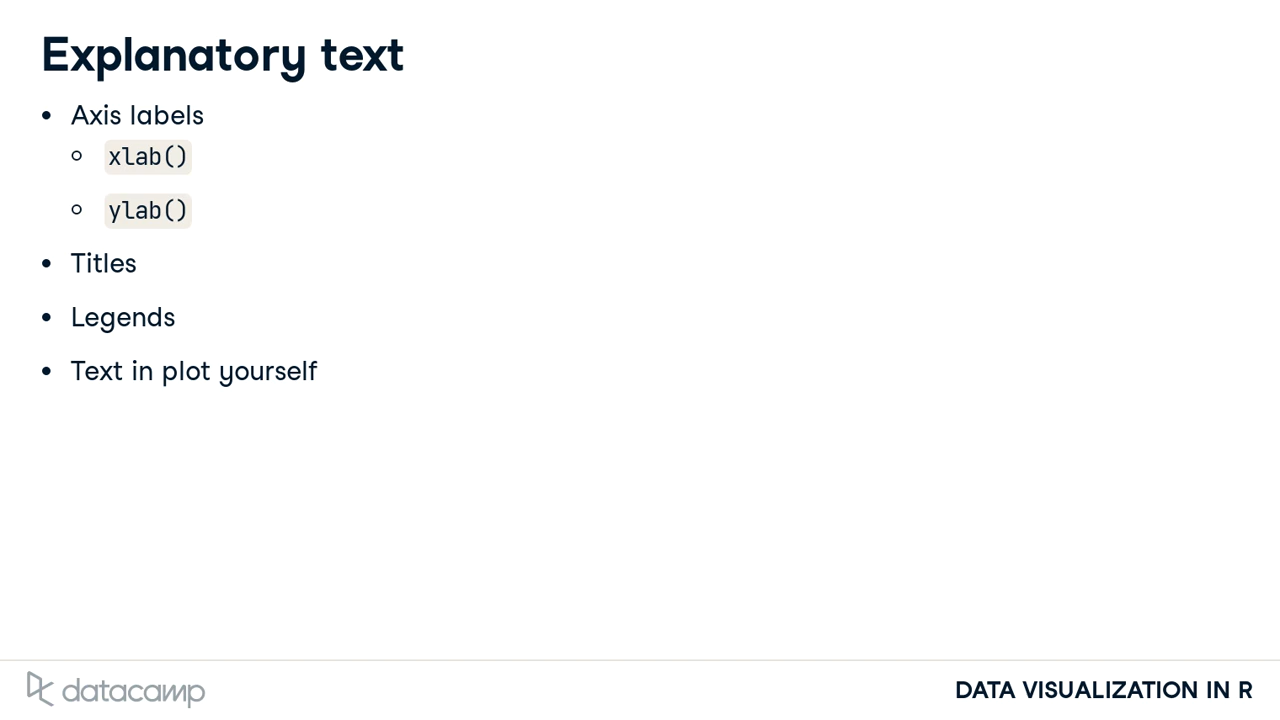 Explanatory text
• Axis labels
○ xlab()
○ ylab()
• Titles
• Legends
• Text in plot yourself
datacamp
DATA VISUALIZATION IN R